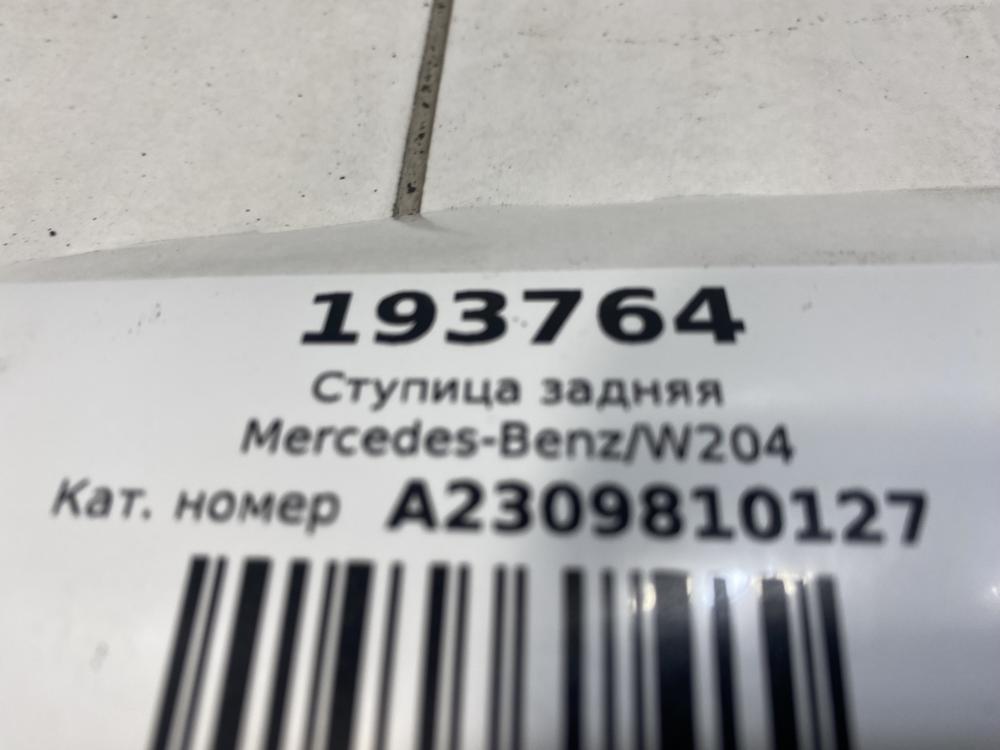 193764
Ступица задняя
Mercedes-Benz/W204
Кат. номер A2309810127